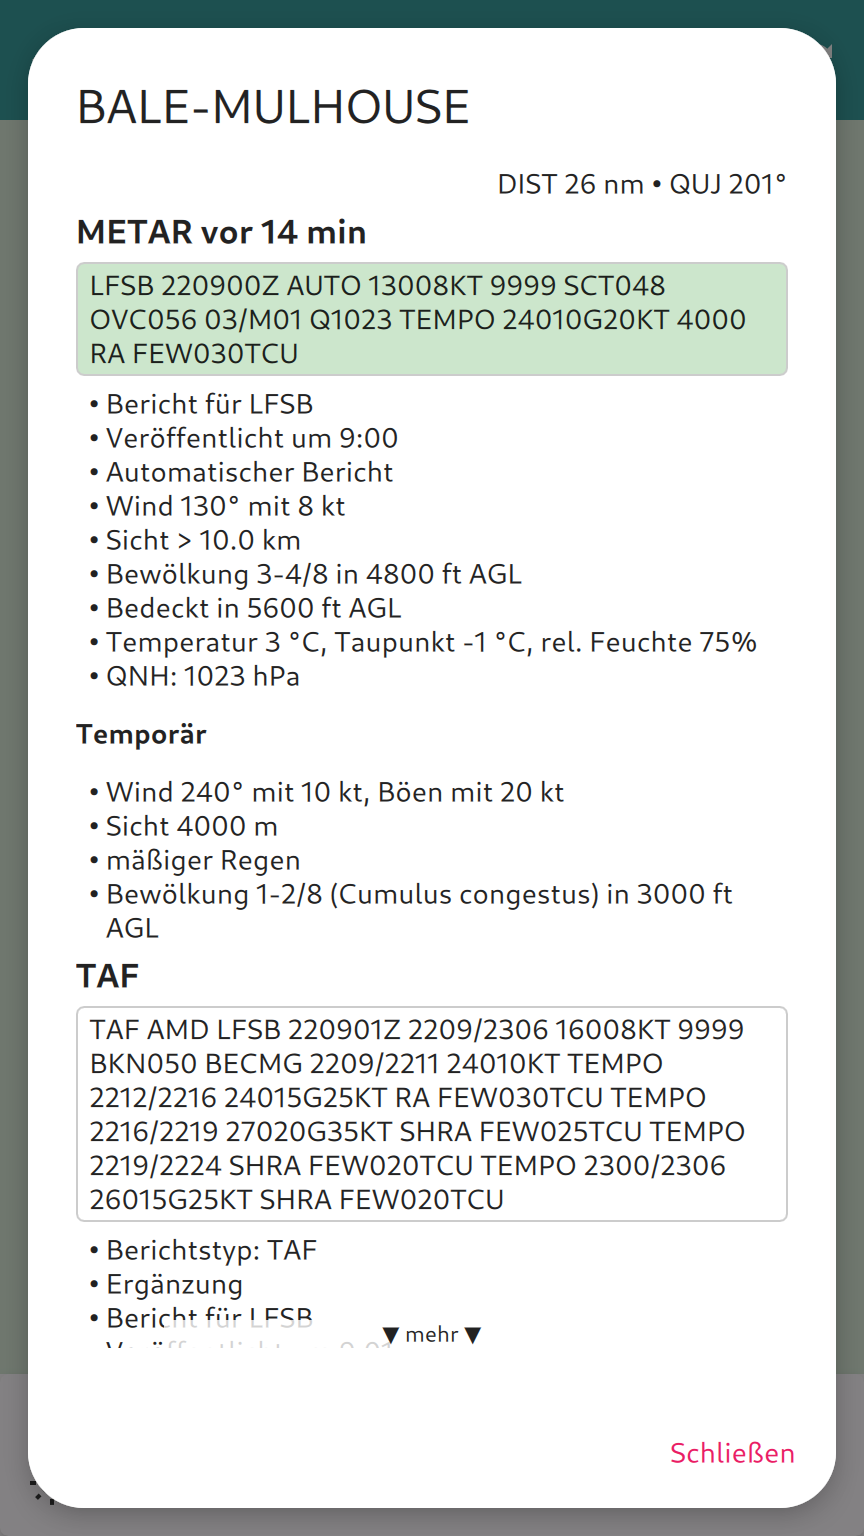 BALE-MULHOUSE
DIST 26 nm • QUJ 201°
METAR vor 14 min
LFSB 220900Z AUTO 13008KT 9999 SCT048
OVC056 03/M01 Q1023 TEMPO 24010G20KT 4000
RA FEW030TCU
• Bericht für LFSB
• Veröffentlicht um 9:00
• Automatischer Bericht
• Wind 130° mit 8 kt
• Sicht > 10.0 km
• Bewölkung 3-4/8 in 4800 ft AGL
• Bedeckt in 5600 ft AGL
• Temperatur 3 °C, Taupunkt -1 °C, rel. Feuchte 75%
• QNH: 1023 hPa
Temporär
• Wind 240° mit 10 kt, Böen mit 20 kt
• Sicht 4000 m
• mäßiger Regen
• Bewölkung 1-2/8 (Cumulus congestus) in 3000 ft
AGL
TAF
TAF AMD LFSB 220901Z 2209/2306 16008KT 9999
BKN050 BECMG 2209/2211 24010KT TEMPO
2212/2216 24015G25KT RA FEW030TCU TEMPO
2216/2219 27020G35KT SHRA FEW025TCU TEMPO
2219/2224 SHRA FEW020TCU TEMPO 2300/2306
26015G25KT SHRA FEW020TCU
• Berichtstyp: TAF
• Ergänzung
• Bericht für LFSB
▼ mehr ▼
Schließen